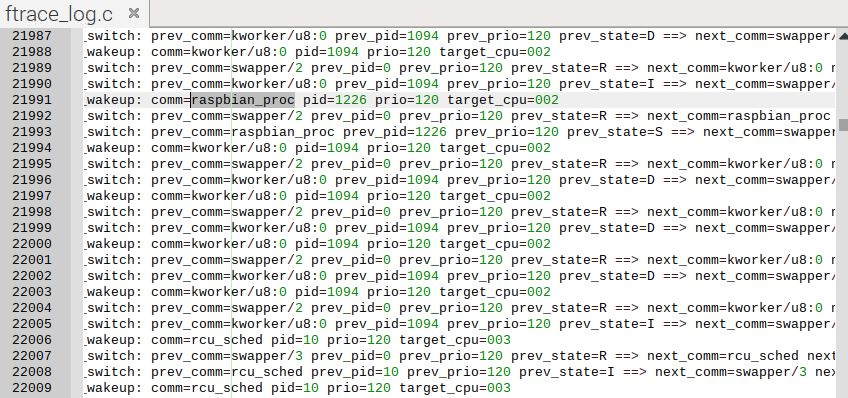 ftrace_log.c ×
21987 _switch: prev_comm=kworker/u8:0 prev_pid=1094 prev_prio=120 prev_state=D ==> next_comm=swapper/
21988 _wakeup: comm=kworker/u8:0 pid=1094 prio=120 target_cpu=002
21989 _switch: prev_comm=swapper/2 prev_pid=0 prev_prio=120 prev_state=R ==> next_comm=kworker/u8:0 n
21990 _switch: prev_comm=kworker/u8:0 prev_pid=1094 prev_prio=120 prev_state=I ==> next_comm=swapper/
21991 _wakeup: comm=raspbian_proc pid=1226 prio=120 target_cpu=002
21992 _switch: prev_comm=swapper/2 prev_pid=0 prev_prio=120 prev_state=R ==> next_comm=raspbian_proc
21993 _switch: prev_comm=raspbian_proc prev_pid=1226 prev_prio=120 prev_state=S ==> next_comm=swapper
21994 _wakeup: comm=kworker/u8:0 pid=1094 prio=120 target_cpu=002
21995 _switch: prev_comm=swapper/2 prev_pid=0 prev_prio=120 prev_state=R ==> next_comm=kworker/u8:0 n
21996 _switch: prev_comm=kworker/u8:0 prev_pid=1094 prev_prio=120 prev_state=D ==> next_comm=swapper/
21997 _wakeup: comm=kworker/u8:0 pid=1094 prio=120 target_cpu=002
21998 _switch: prev_comm=swapper/2 prev_pid=0 prev_prio=120 prev_state=R ==> next_comm=kworker/u8:0 n
21999 _switch: prev_comm=kworker/u8:0 prev_pid=1094 prev_prio=120 prev_state=D ==> next_comm=swapper/
22000 _wakeup: comm=kworker/u8:0 pid=1094 prio=120 target_cpu=002
22001 _switch: prev_comm=swapper/2 prev_pid=0 prev_prio=120 prev_state=R ==> next_comm=kworker/u8:0 n
22002 _switch: prev_comm=kworker/u8:0 prev_pid=1094 prev_prio=120 prev_state=D ==> next_comm=swapper/
22003 _wakeup: comm=kworker/u8:0 pid=1094 prio=120 target_cpu=002
22004 _switch: prev_comm=swapper/2 prev_pid=0 prev_prio=120 prev_state=R ==> next_comm=kworker/u8:0 n
22005 _switch: prev_comm=kworker/u8:0 prev_pid=1094 prev_prio=120 prev_state=I ==> next_comm=swapper/
22006 _wakeup: comm=rcu_sched pid=10 prio=120 target_cpu=003
22007 _switch: prev_comm=swapper/3 prev_pid=0 prev_prio=120 prev_state=R ==> next_comm=rcu_sched next
22008 _switch: prev_comm=rcu_sched prev_pid=10 prev_prio=120 prev_state=I ==> next_comm=swapper/3 nex
22009 _wakeup: comm=rcu_sched pid=10 prio=120 target_cpu=003